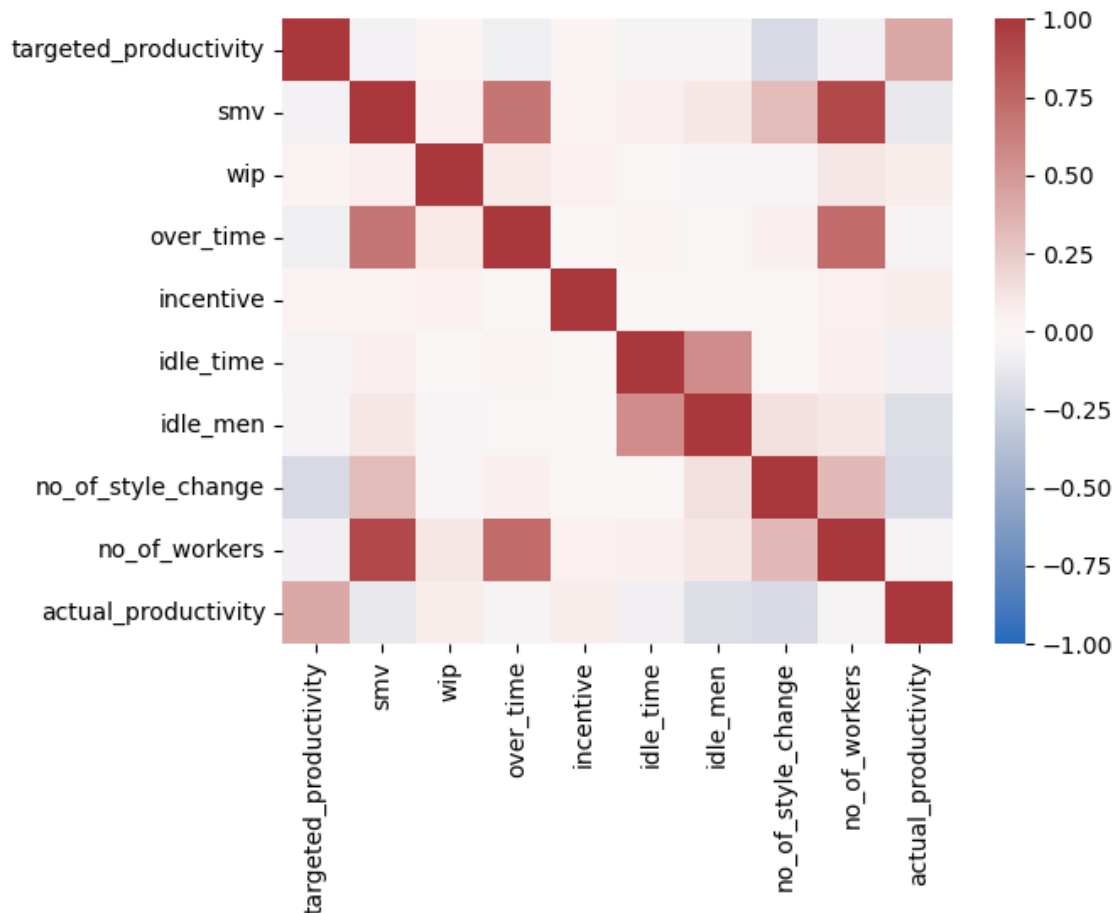 targeted_productivity
smv
wip
over_time
incentive
idle_time
idle_men
no_of_style_change
no_of_workers
actual_productivity
targeted_productivity
smv
wip
over_time
incentive
idle_time
idle_men
no_of_style_change
no_of_workers
actual_productivity
1.00
0.75
0.50
0.25
0.00
−0.25
−0.50
−0.75
−1.00